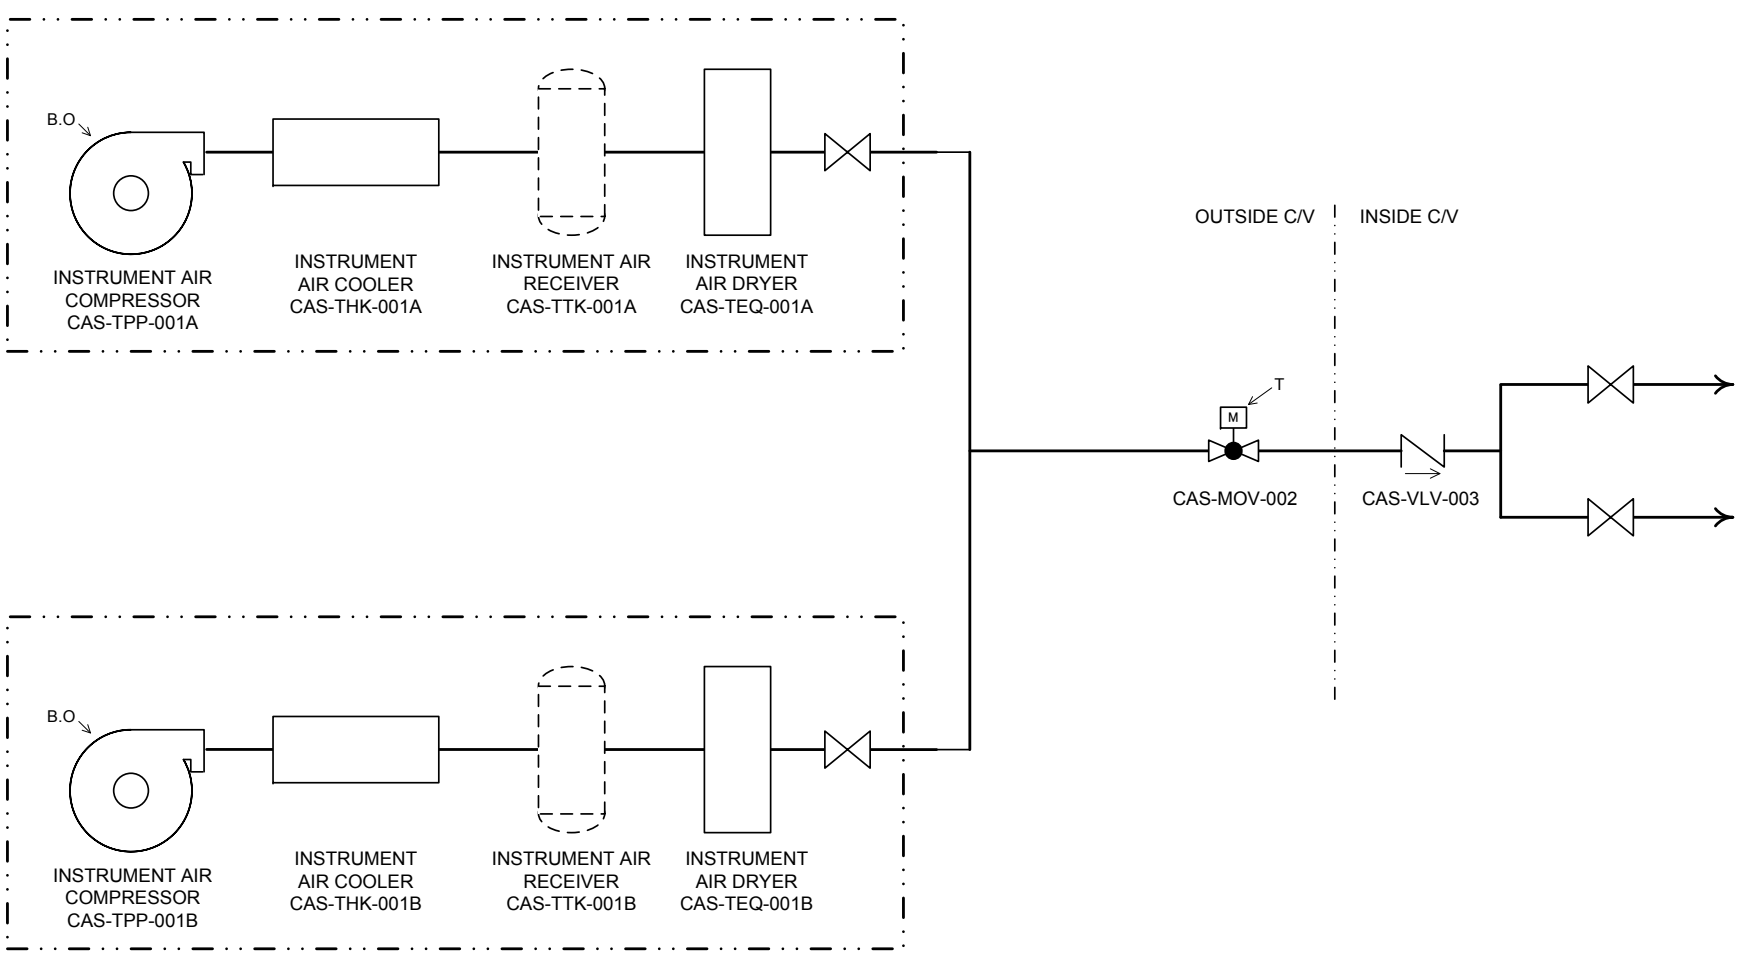 B.O
INSTRUMENT AIR
COMPRESSOR
CAS-TPP-001A
INSTRUMENT
AIR COOLER
CAS-THK-001A
INSTRUMENT AIR
RECEIVER
CAS-TTK-001A
INSTRUMENT
AIR DRYER
CAS-TEQ-001A
OUTSIDE C/V
INSIDE C/V
T
M
CAS-MOV-002
CAS-VLV-003
B.O
INSTRUMENT AIR
COMPRESSOR
CAS-TPP-001B
INSTRUMENT
AIR COOLER
CAS-THK-001B
INSTRUMENT AIR
RECEIVER
CAS-TTK-001B
INSTRUMENT
AIR DRYER
CAS-TEQ-001B